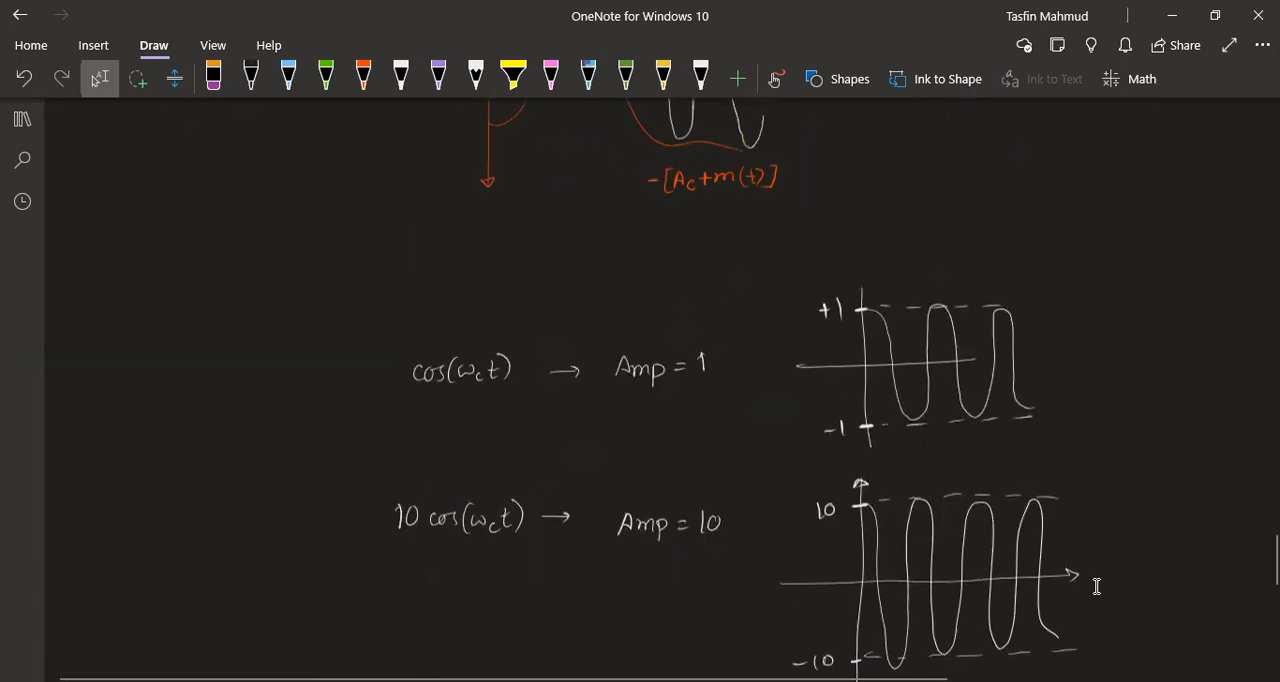 OneNote for Windows 10
Tasfin Mahmud
Home Insert Draw View Help
Share
Shapes Ink to Shape Ink to Text Math
-[Ac+m(t)]
+1
cos(ωct) → Amp = 1
-1
10
10 cos(ωct) → Amp = 10
-10